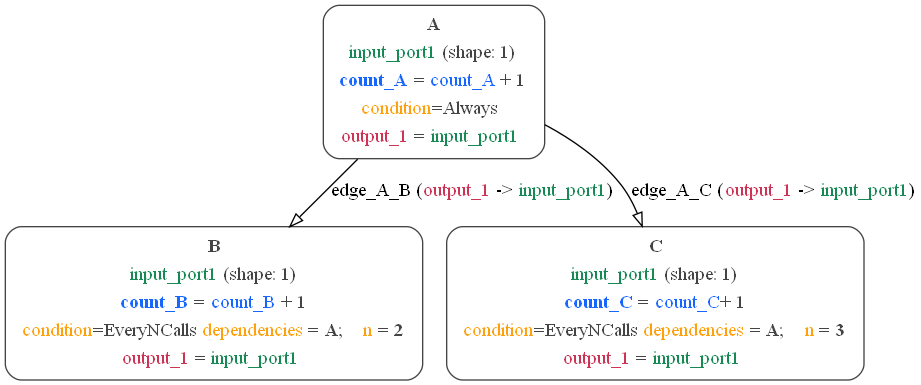 A
input_port1 (shape: 1)
count_A = count_A + 1
condition=Always
output_1 = input_port1
edge_A_B (output_1 -> input_port1)
edge_A_C (output_1 -> input_port1)
B
input_port1 (shape: 1)
count_B = count_B + 1
condition=EveryNCalls dependencies = A; n = 2
output_1 = input_port1
C
input_port1 (shape: 1)
count_C = count_C+ 1
condition=EveryNCalls dependencies = A; n = 3
output_1 = input_port1